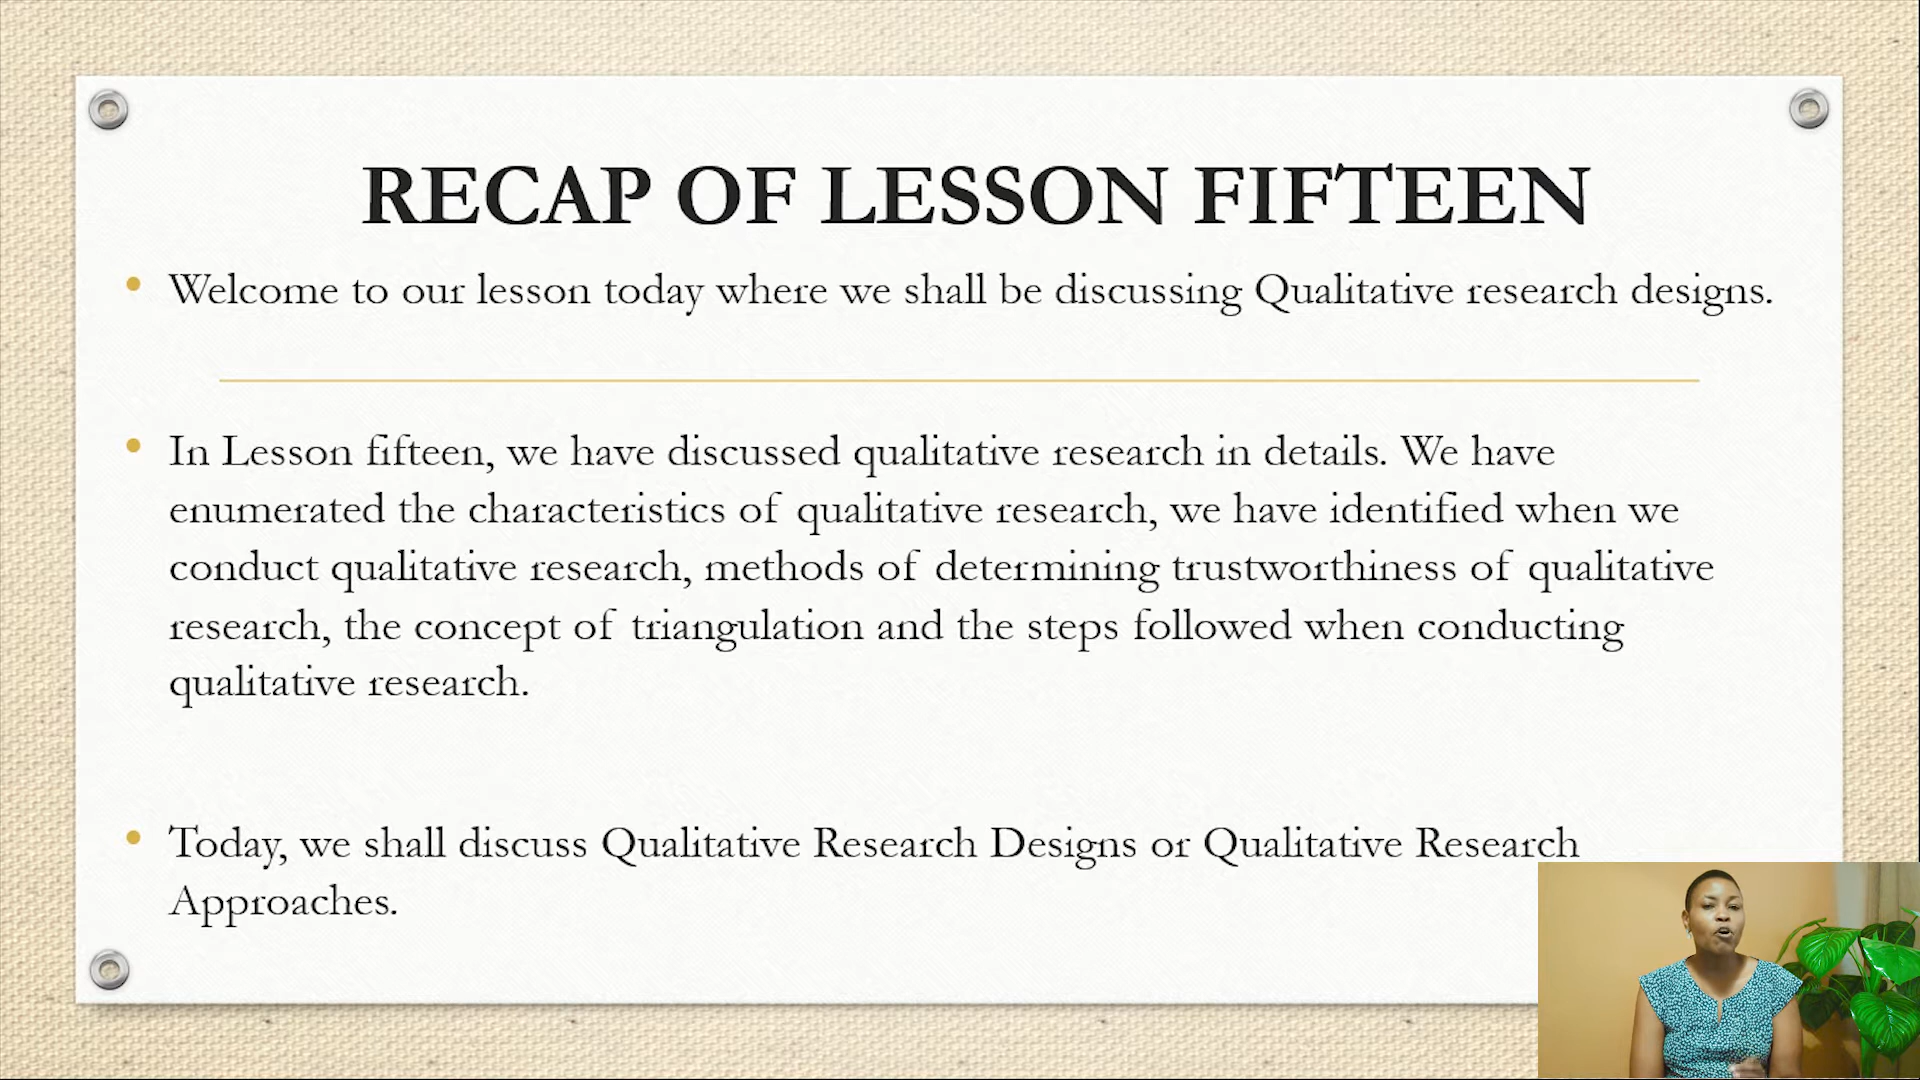 RECAP OF LESSON FIFTEEN
Welcome to our lesson today where we shall be discussing Qualitative research designs.
In Lesson fifteen, we have discussed qualitative research in details. We have
enumerated the characteristics of qualitative research, we have identified when we
conduct qualitative research, methods of determining trustworthiness of qualitative
research, the concept of triangulation and the steps followed when conducting
qualitative research.
Today, we shall discuss Qualitative Research Designs or Qualitative Research
Approaches.